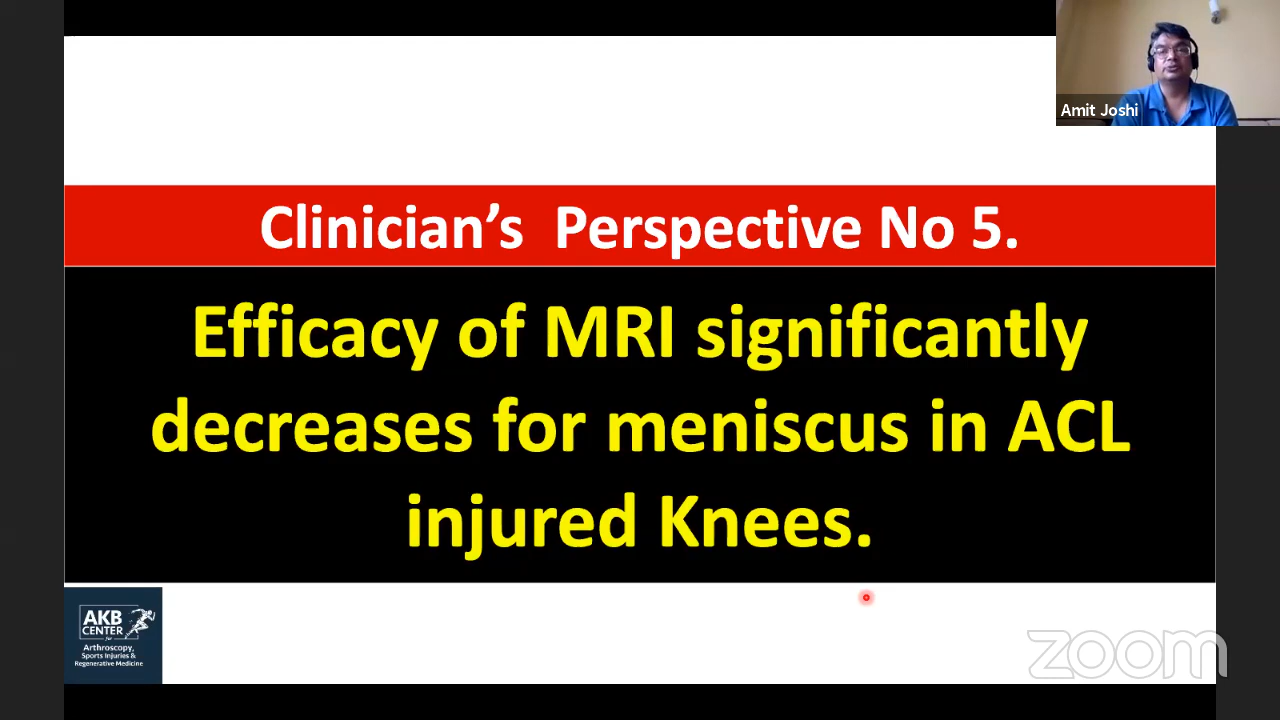 Amit Joshi
Clinician’s  Perspective No 5.
Efficacy of MRI significantly
decreases for meniscus in ACL
injured Knees.
AKB
CENTER
for
Arthroscopy,
Sports Injuries &
Regenerative Medicine
zoom